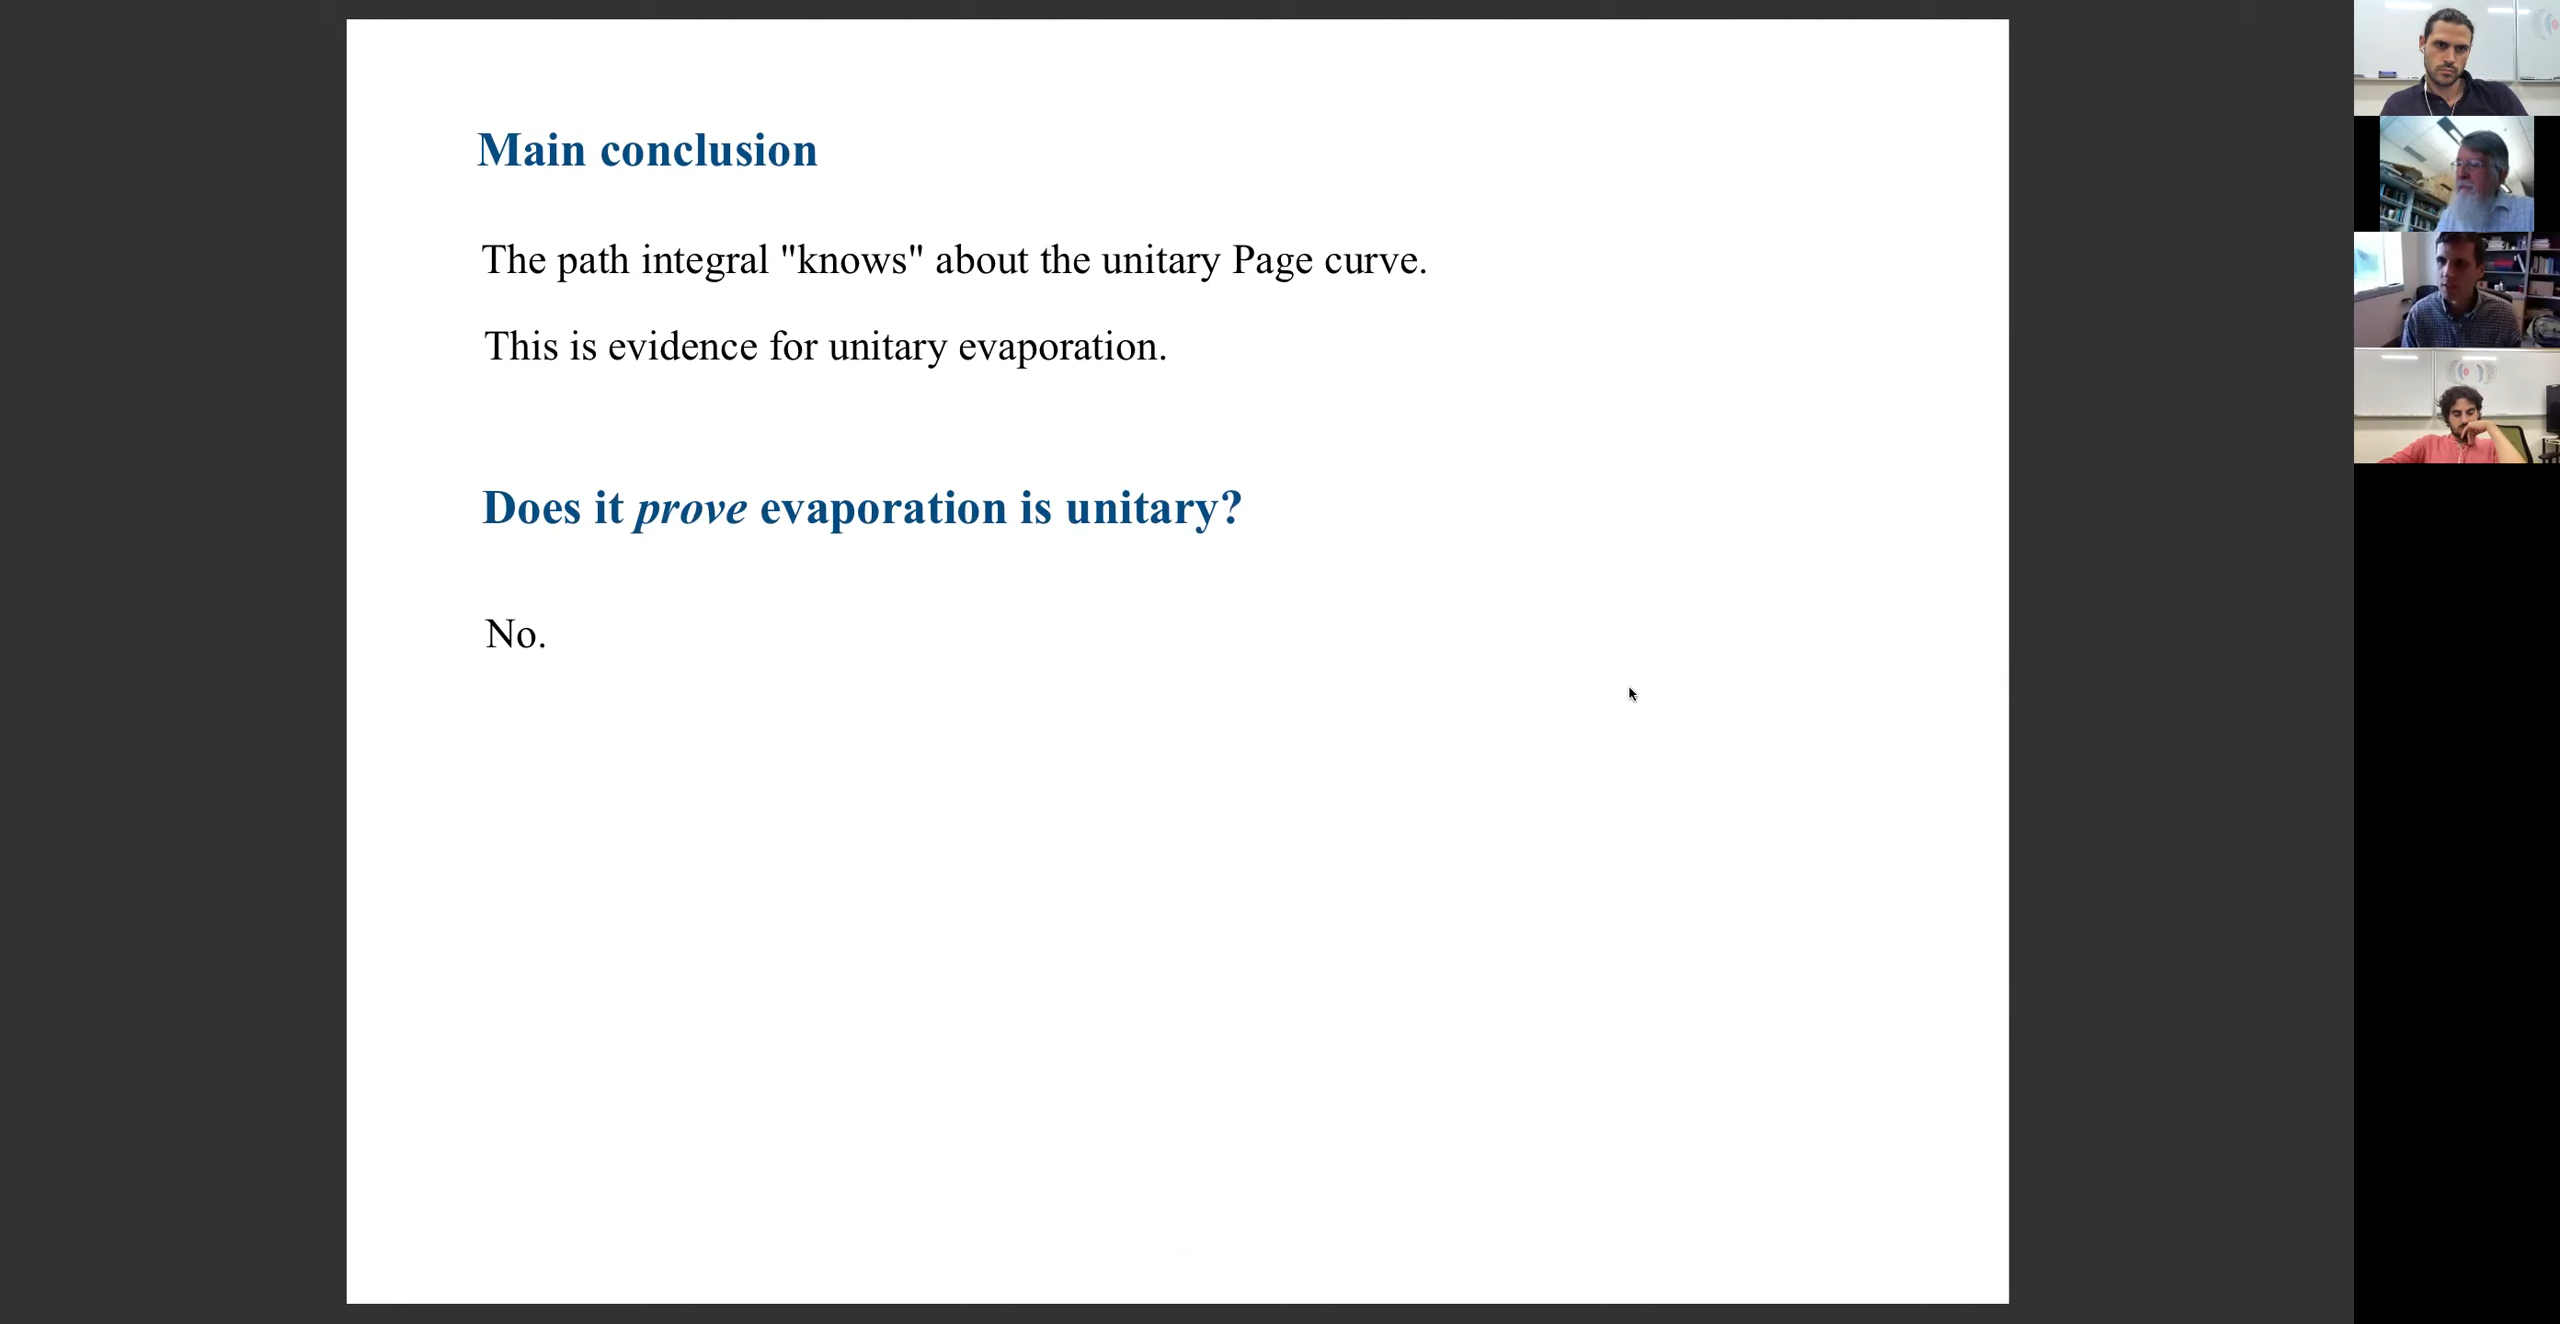 Main conclusion
The path integral "knows" about the unitary Page curve.
This is evidence for unitary evaporation.
Does it prove evaporation is unitary?
No.